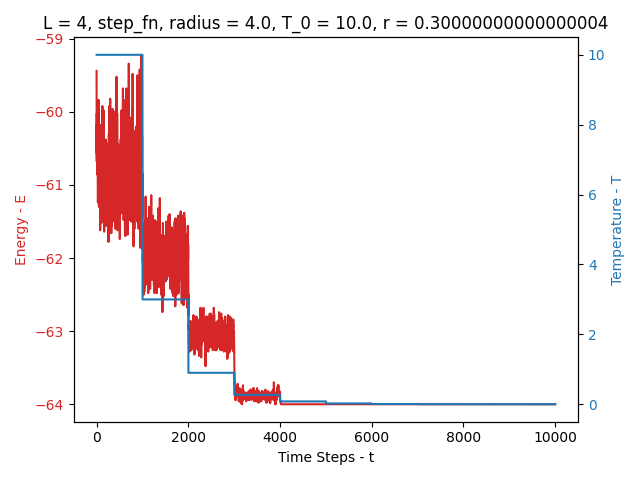 L = 4, step_fn, radius = 4.0, T_0 = 10.0, r = 0.30000000000000004
−59
−60
−61
−62
−63
−64
Energy - E
10
8
6
4
2
0
Temperature - T
0 2000 4000 6000 8000 10000
Time Steps - t